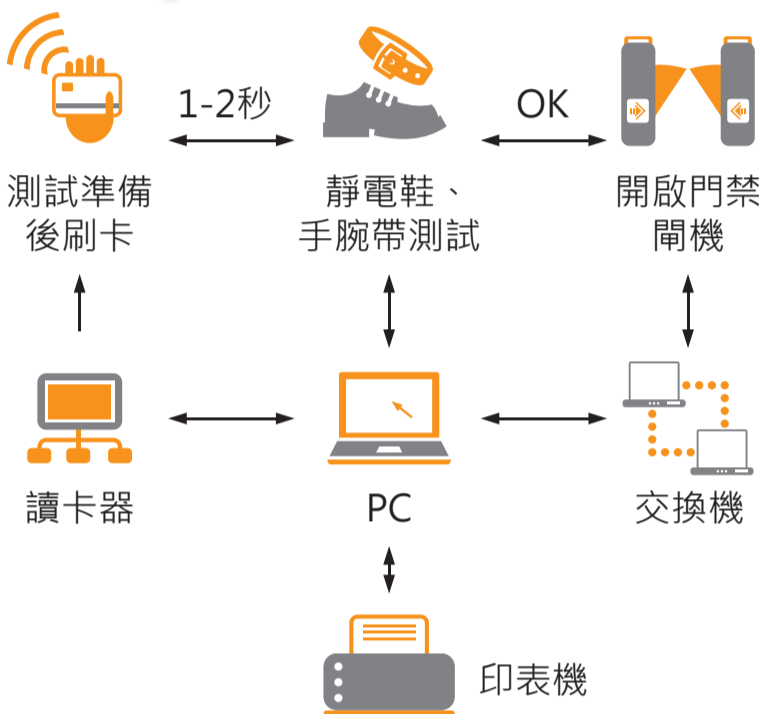 1-2秒
OK
測試準備
後刷卡
靜電鞋、
手腕帶測試
開啟門禁
閘機
讀卡器
PC
交換機
印表機